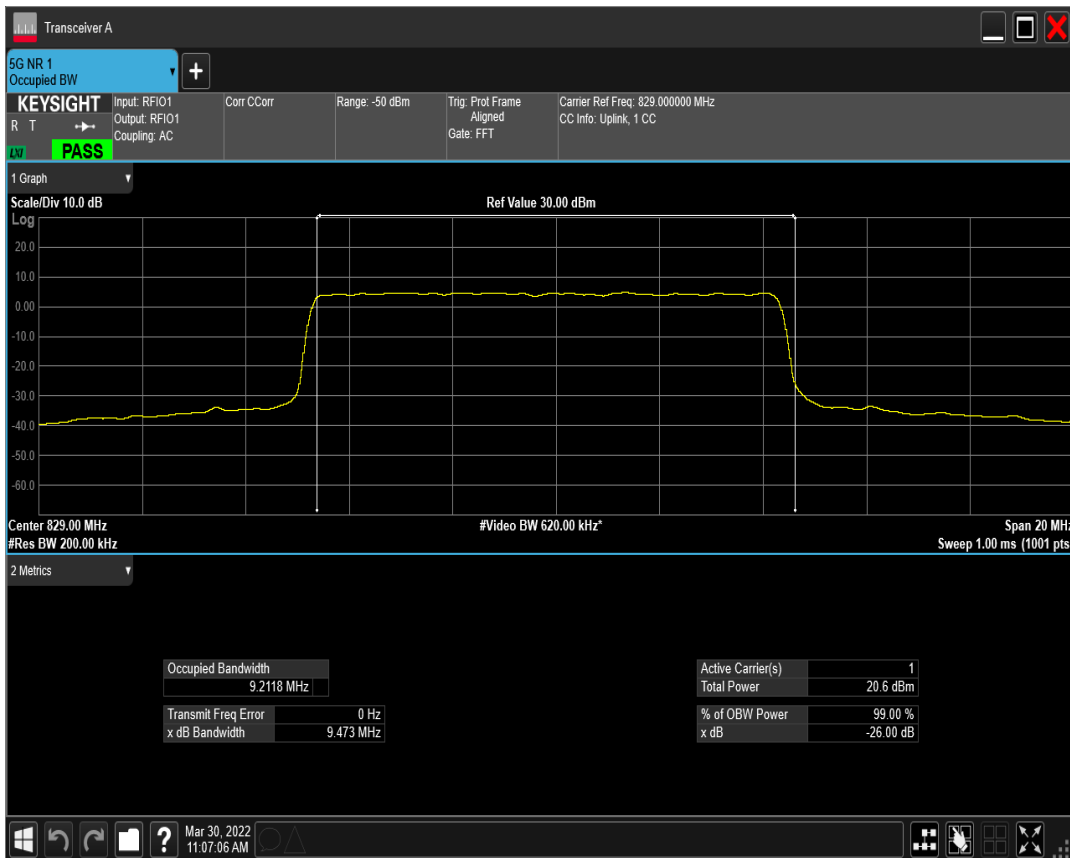 Transceiver A
5G NR 1
Occupied BW
KEYSIGHT
R T
LXI
PASS
Input: RFIO1
Output: RFIO1
Coupling: AC
Corr CCorr
Range: -50 dBm
Trig: Prot Frame
Aligned
Gate: FFT
Carrier Ref Freq: 829.000000 MHz
CC Info: Uplink, 1 CC
1 Graph
Scale/Div 10.0 dB
Ref Value 30.00 dBm
Log
20.0
10.0
0.00
-10.0
-20.0
-30.0
-40.0
-50.0
-60.0
Center 829.00 MHz
#Video BW 620.00 kHz*
Span 20 MHz
#Res BW 200.00 kHz
Sweep 1.00 ms (1001 pts
2 Metrics
Occupied Bandwidth
9.2118 MHz
Transmit Freq Error 0 Hz
x dB Bandwidth 9.473 MHz
Active Carrier(s) 1
Total Power 20.6 dBm
% of OBW Power 99.00 %
x dB -26.00 dB
?
Mar 30, 2022
11:07:06 AM